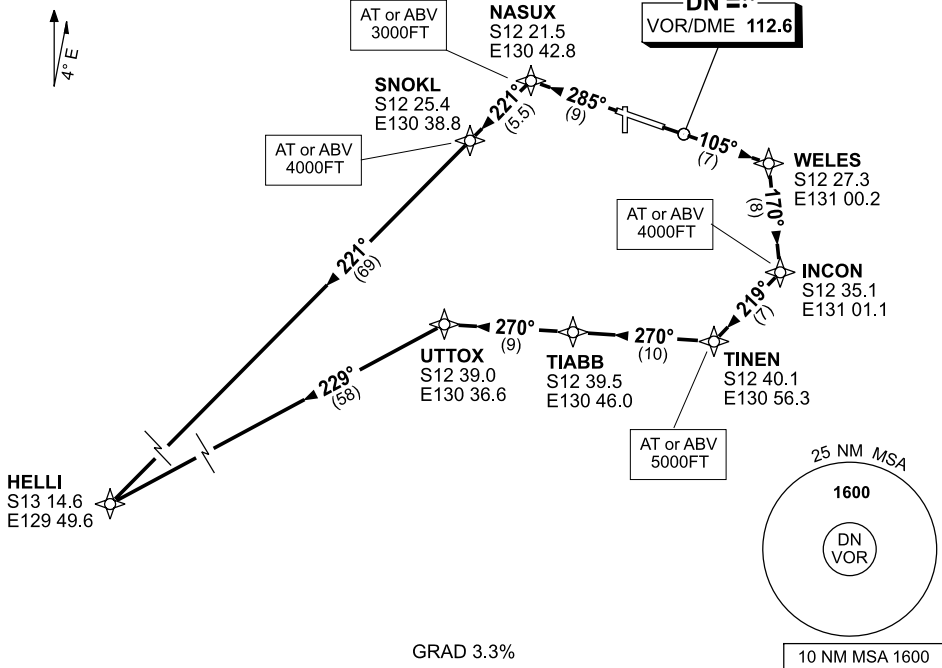 4° E
AT or ABV
3000FT
NASUX
S12 21.5
E130 42.8
DN
VOR/DME 112.6
SNOKL
S12 25.4
E130 38.8
221°
(5.5)
285°
(9)
105°
(7)
AT or ABV
4000FT
WELES
S12 27.3
E131 00.2
170°
(8)
AT or ABV
4000FT
221°
(69)
INCON
S12 35.1
E131 01.1
219°
(7)
270°
(9)
270°
(10)
UTTOX
S12 39.0
E130 36.6
TIABB
S12 39.5
E130 46.0
TINEN
S12 40.1
E130 56.3
229°
(58)
AT or ABV
5000FT
HELLI
S13 14.6
E129 49.6
25 NM MSA
1600
DN
VOR
GRAD 3.3%
10 NM MSA 1600